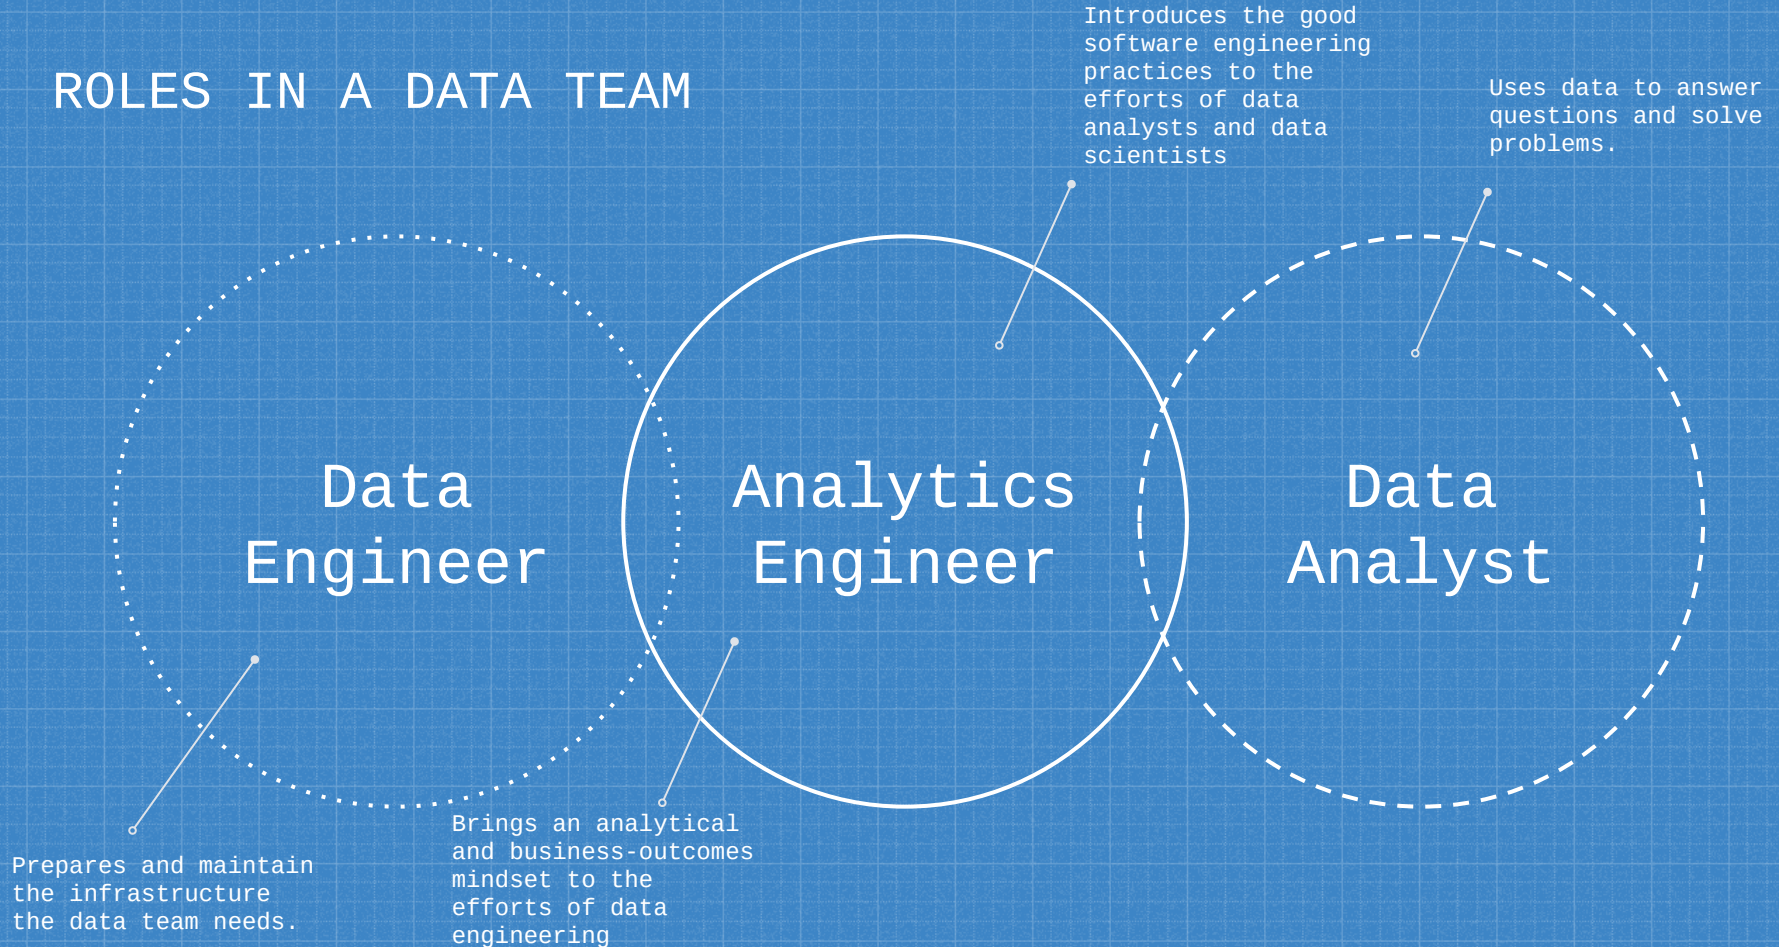 ROLES IN A DATA TEAM
Introduces the good
software engineering
practices to the
efforts of data
analysts and data
scientists
Uses data to answer
questions and solve
problems.
Data
Engineer
Analytics
Engineer
Data
Analyst
Prepares and maintain
the infrastructure
the data team needs.
Brings an analytical
and business-outcomes
mindset to the
efforts of data
engineering